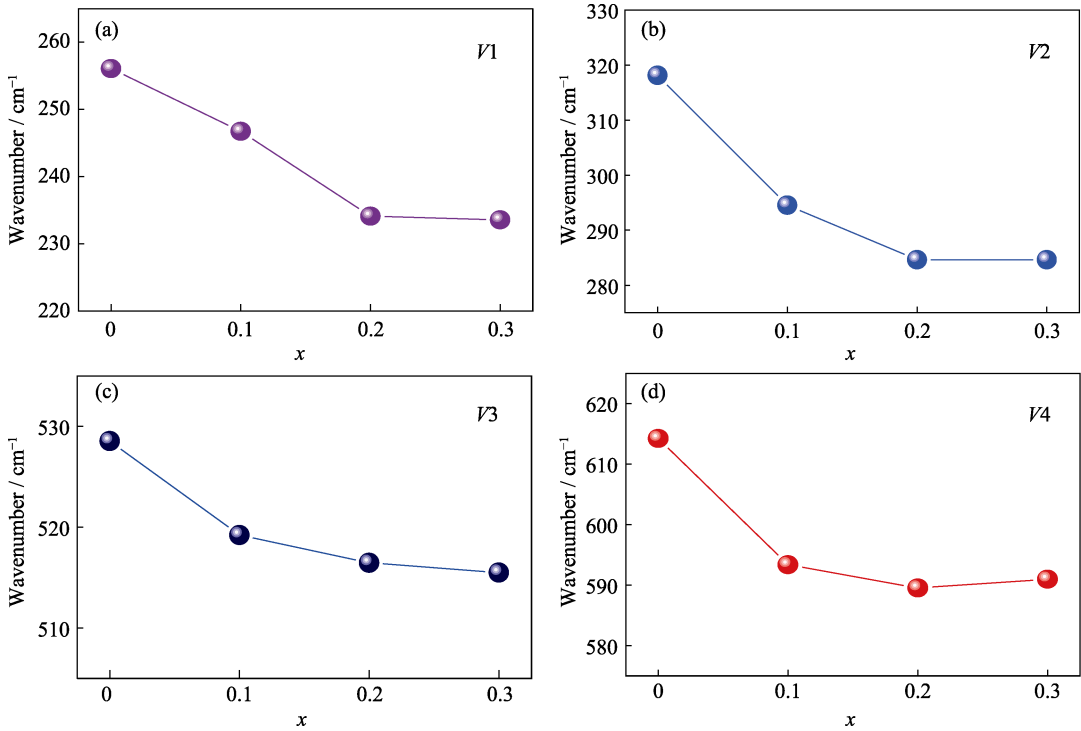 (a)
V1
Wavenumber / cm⁻¹
260
250
240
230
220
0 0.1 0.2 0.3
x
(b)
V2
Wavenumber / cm⁻¹
330
320
310
300
290
280
0 0.1 0.2 0.3
x
(c)
V3
Wavenumber / cm⁻¹
530
520
510
0 0.1 0.2 0.3
x
(d)
V4
Wavenumber / cm⁻¹
620
610
600
590
580
0 0.1 0.2 0.3
x